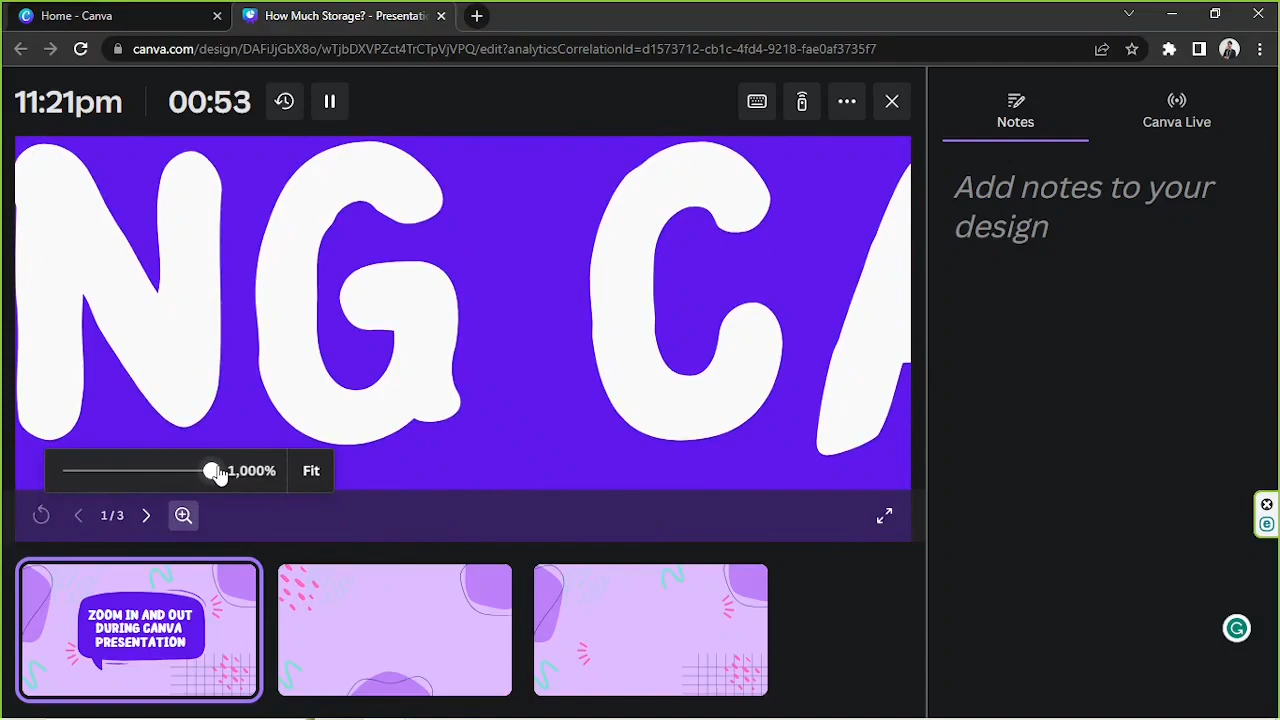 Home - Canva
How Much Storage? - Presentati
canva.com/design/DAFiJjGbX8o/wTjbDXVPZct4TrCTpVjVPQ/edit?analyticsCorrelationId=d1573712-cb1c-4fd4-9218-fae0af3735f7
11:21pm
00:53
Notes
Canva Live
Add notes to your
design
NG CA
1,000%
Fit
1/3
ZOOM IN AND OUT
DURING CANVA
PRESENTATION